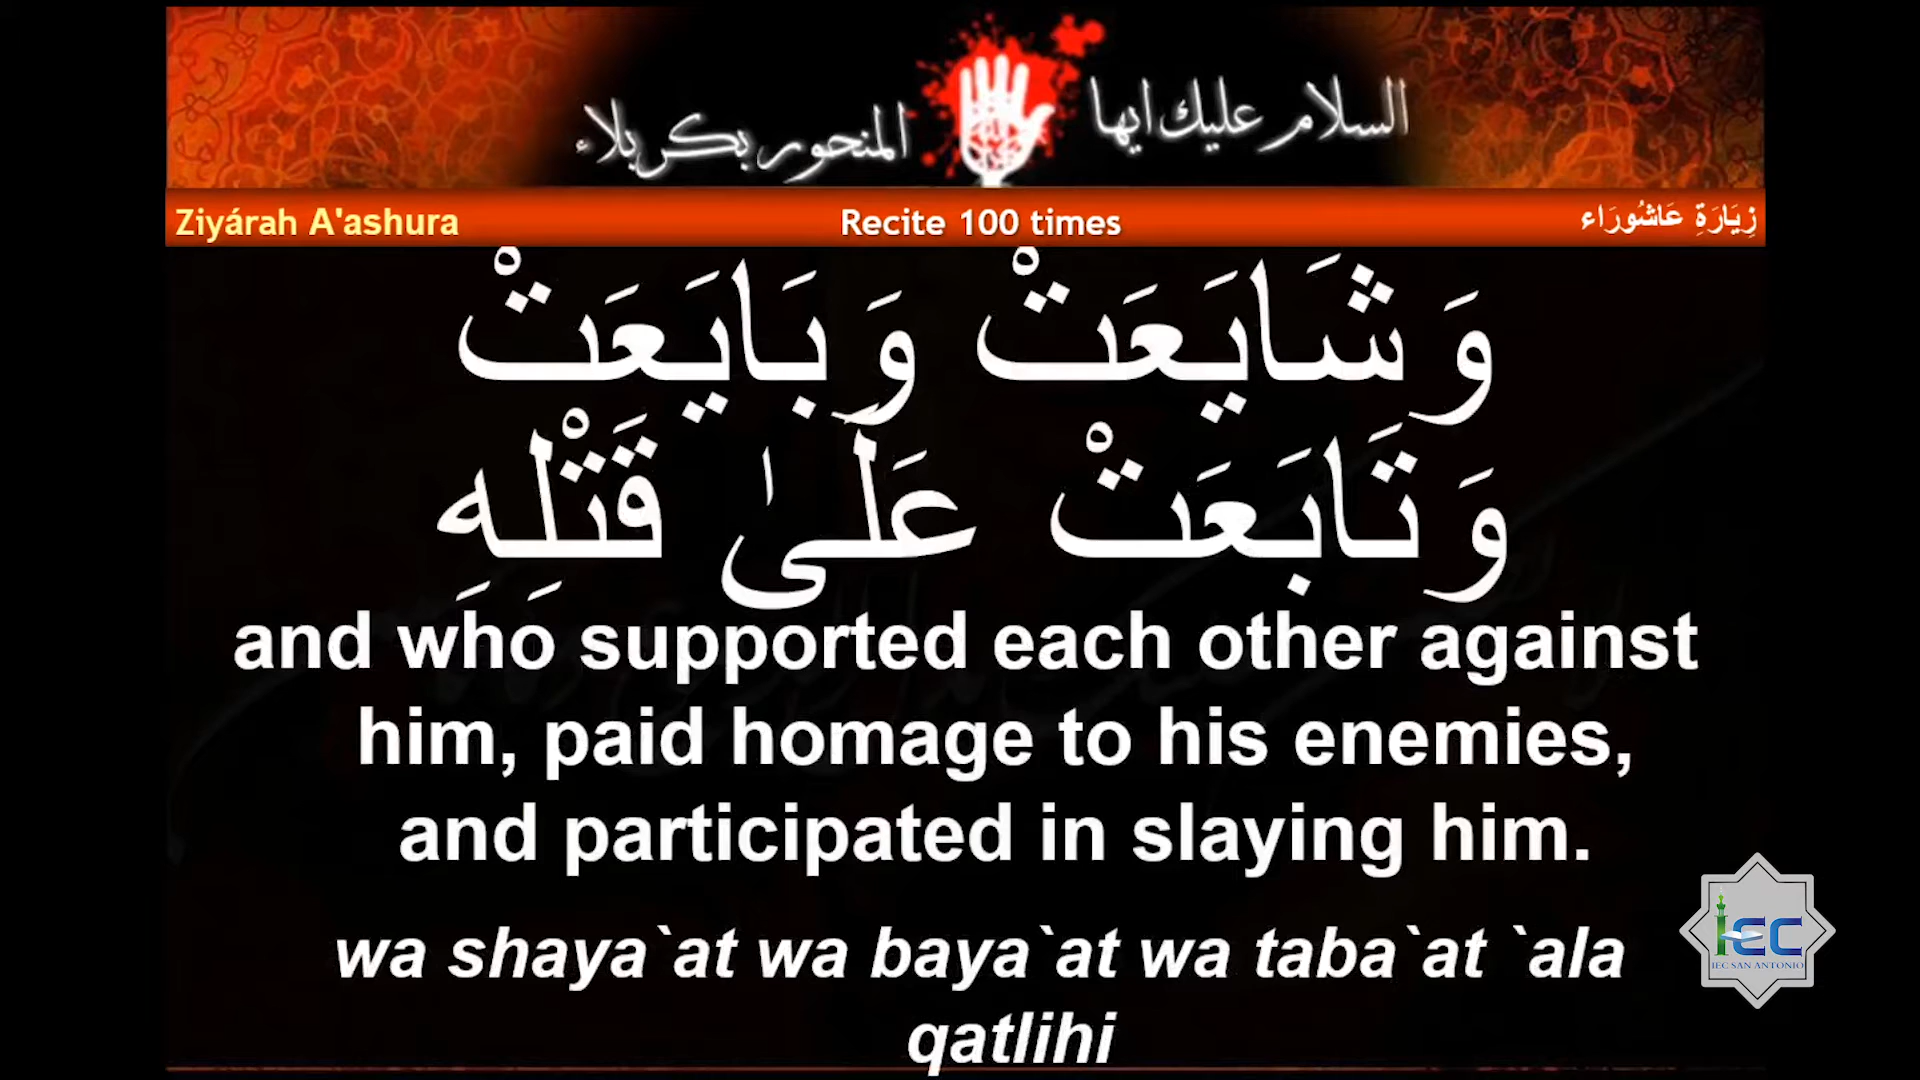 السلام عليك ايها
المنحور بكربلاء
Ziyárah A'ashura
Recite 100 times
زِيَارَةِ عَاشُورَاء
وَ شَايَعَتْ وَ بَايَعَتْ
وَ تَابَعَتْ عَلَىٰ قَتْلِهِ
and who supported each other against
him, paid homage to his enemies,
and participated in slaying him.
wa shaya`at wa baya`at wa taba`at `ala
qatlihi
IEC
IEC SAN ANTONIO